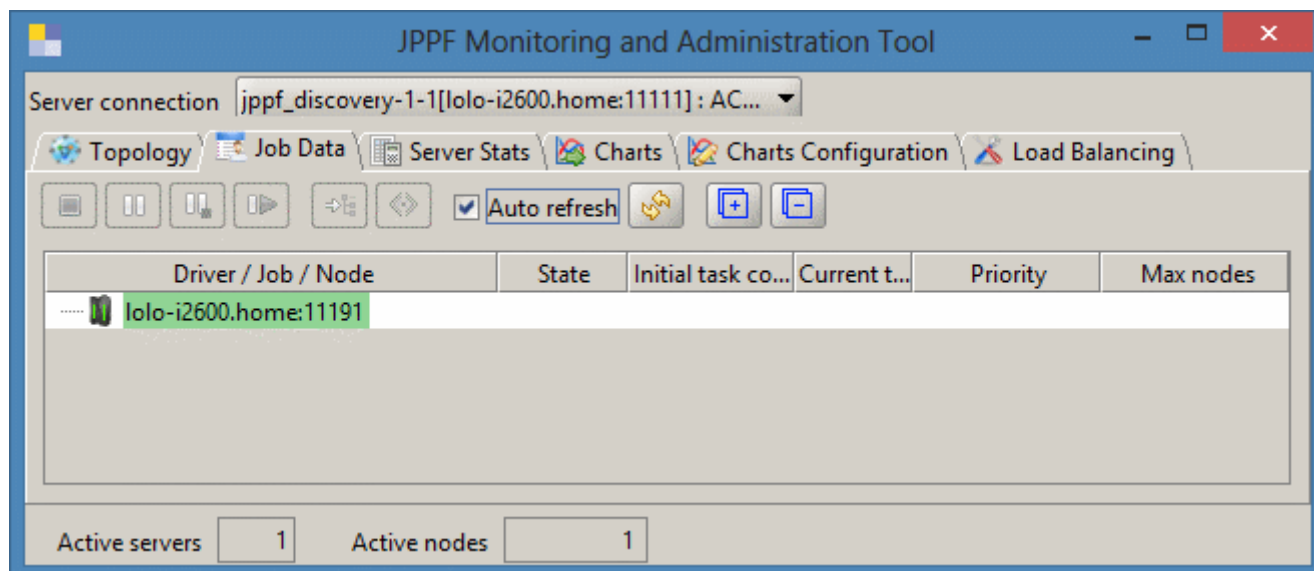 JPPF Monitoring and Administration Tool
Server connection jppf_discovery-1-1[lolo-i2600.home:11111] : AC...
Topology Job Data Server Stats Charts Charts Configuration Load Balancing
Auto refresh
Driver / Job / Node State Initial task co... Current t... Priority Max nodes
lolo-i2600.home:11191
Active servers 1 Active nodes 1